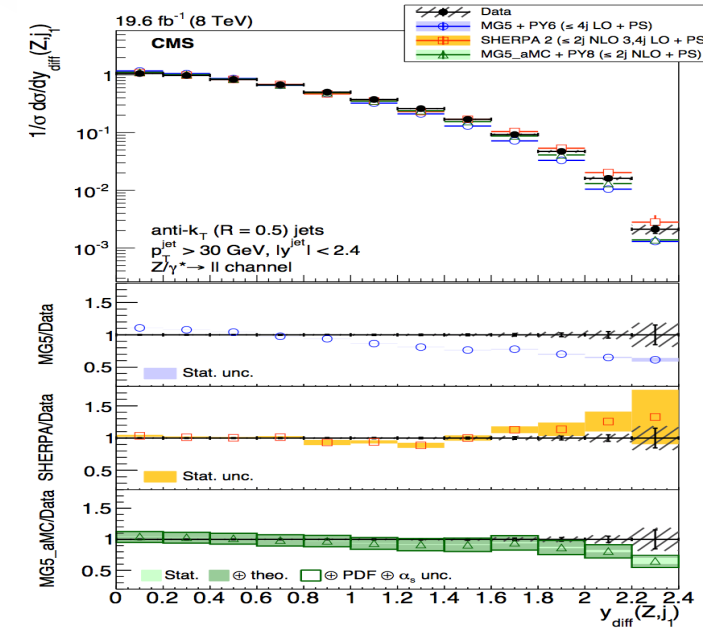 19.6 fb⁻¹ (8 TeV)
Data
MG5 + PY6 (≤ 4j LO + PS)
SHERPA 2 (≤ 2j NLO 3,4j LO + PS)
MG5_aMC + PY8 (≤ 2j NLO + PS)
CMS
1/σ dσ/dy_diff(Z,j₁)
1
10⁻¹
10⁻²
10⁻³
anti-k_T (R = 0.5) jets
p_T^jet > 30 GeV, |y^jet| < 2.4
Z/γ*→ ll channel
MG5/Data
1.5
1
0.5
Stat. unc.
SHERPA/Data
1.5
1
0.5
Stat. unc.
MG5_aMC/Data
1.5
1
0.5
Stat. ⊕ theo. ⊕ PDF ⊕ α_s unc.
0 0.2 0.4 0.6 0.8 1 1.2 1.4 1.6 1.8 2 2.2 2.4
y_diff(Z,j₁)